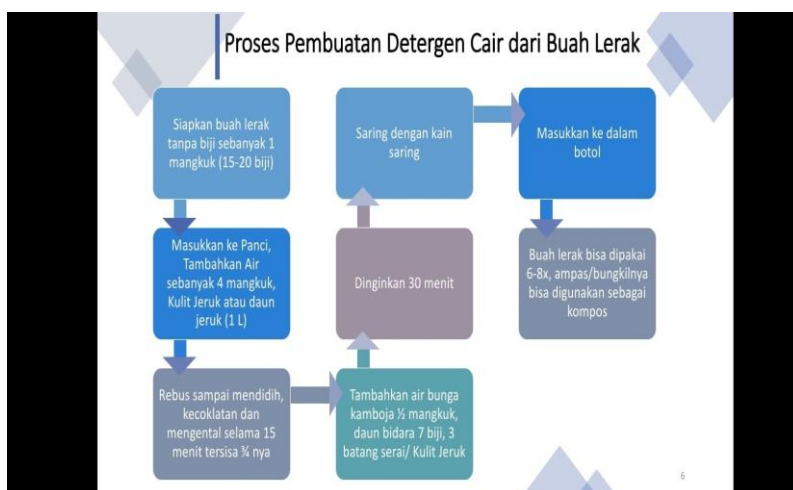 Proses Pembuatan Detergen Cair dari Buah Lerak
Siapkan buah lerak
tanpa biji sebanyak 1
mangkuk (15-20 biji)
Masukkan ke Panci,
Tambahkan Air
sebanyak 4 mangkuk,
Kulit Jeruk atau daun
jeruk (1 L)
Rebus sampai mendidih,
kecoklatan dan
mengental selama 15
menit tersisa ¾ nya
Tambahkan air bunga
kamboja ½ mangkuk,
daun bidara 7 biji, 3
batang serai/ Kulit Jeruk
Dinginkan 30 menit
Saring dengan kain
saring
Masukkan ke dalam
botol
Buah lerak bisa dipakai
6-8x, ampas/bungkilnya
bisa digunakan sebagai
kompos
6